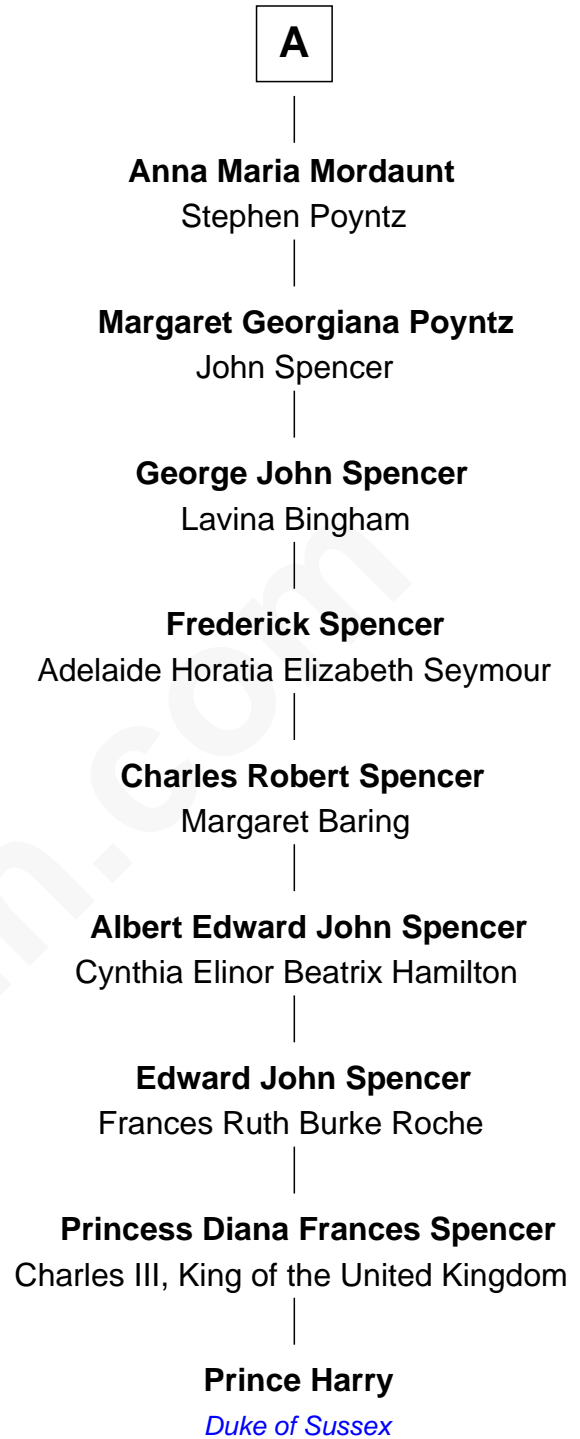 A
Anna Maria Mordaunt
Stephen Poyntz
Margaret Georgiana Poyntz
John Spencer
George John Spencer
Lavina Bingham
Frederick Spencer
Adelaide Horatia Elizabeth Seymour
Charles Robert Spencer
Margaret Baring
Albert Edward John Spencer
Cynthia Elinor Beatrix Hamilton
Edward John Spencer
Frances Ruth Burke Roche
Princess Diana Frances Spencer
Charles III, King of the United Kingdom
Prince Harry
Duke of Sussex